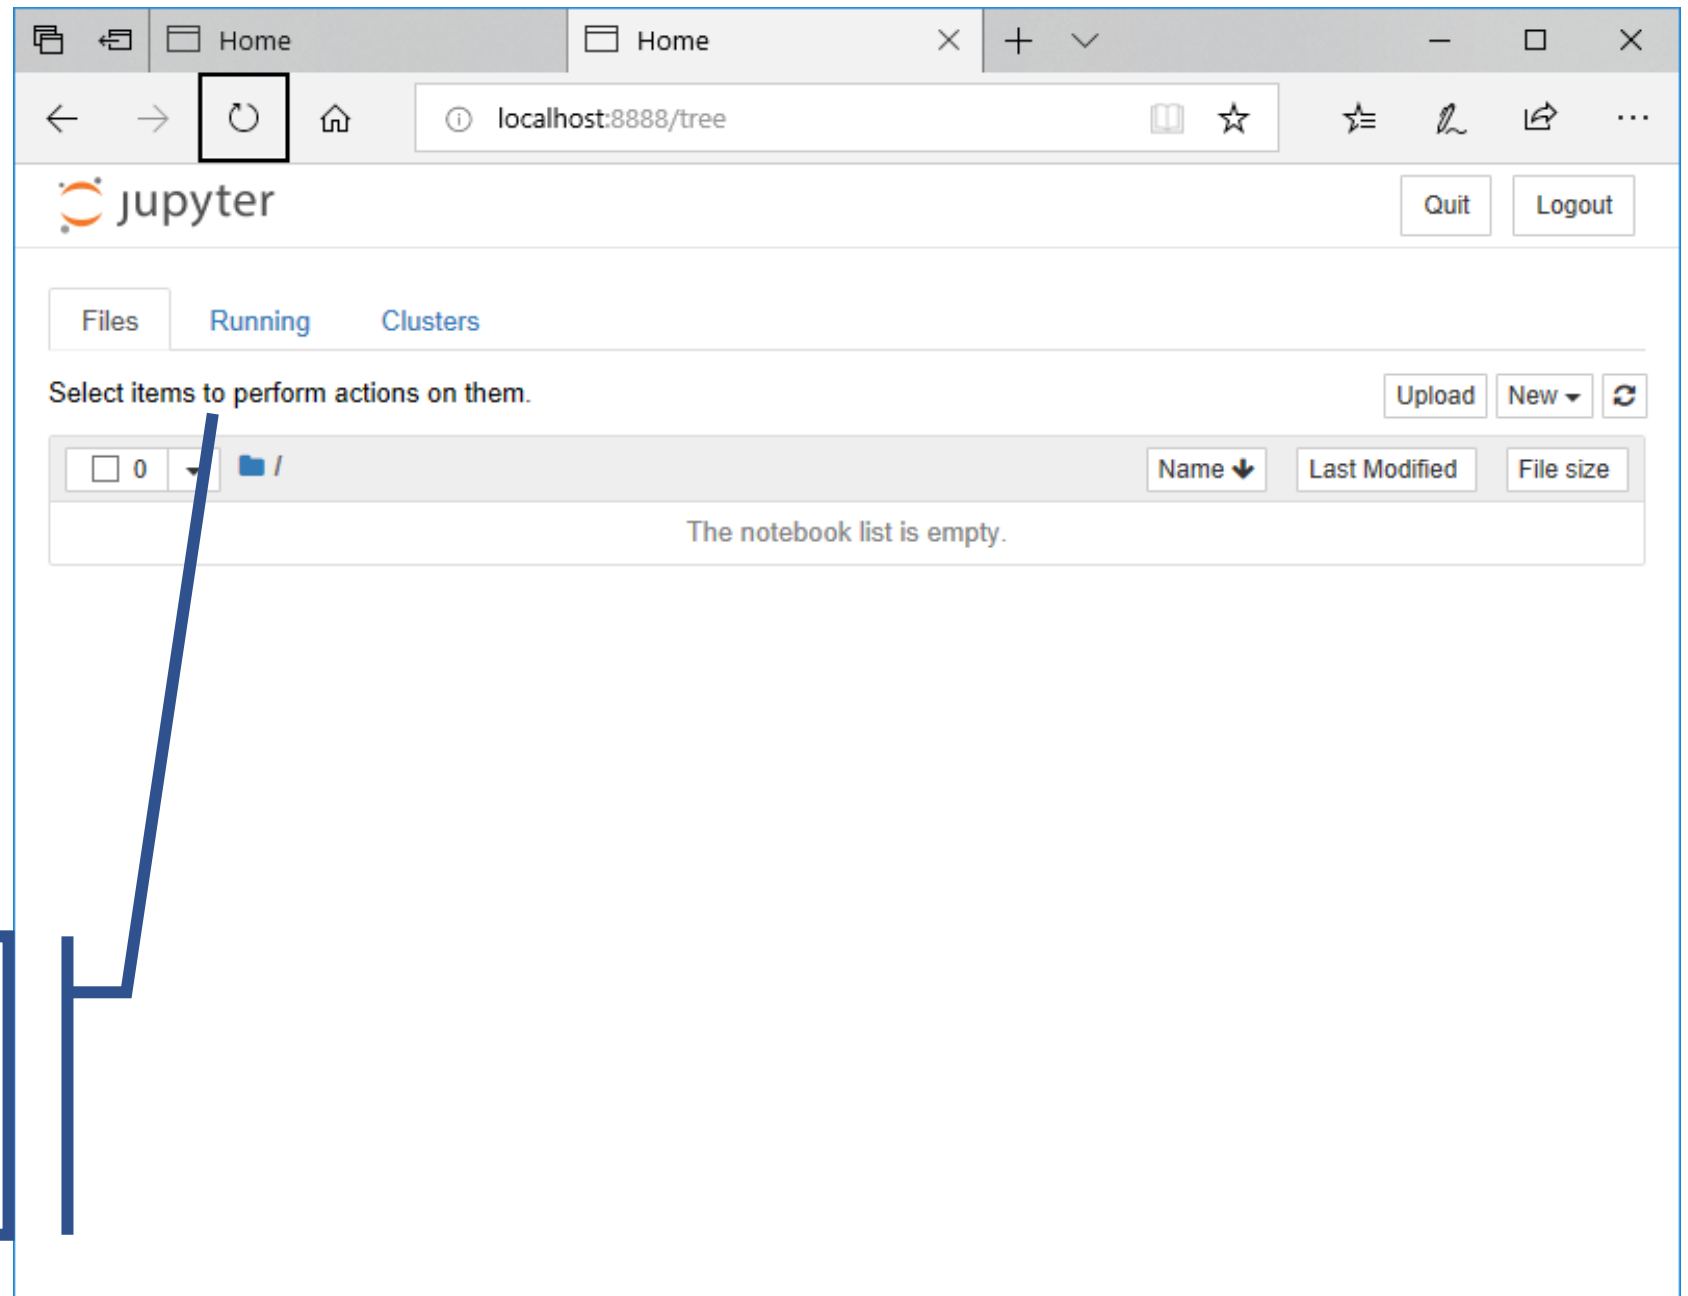 Home
Home
localhost:8888/tree
jupyter
Quit
Logout
Files
Running
Clusters
Select items to perform actions on them.
Upload
New
0
/
Name
Last Modified
File size
The notebook list is empty.